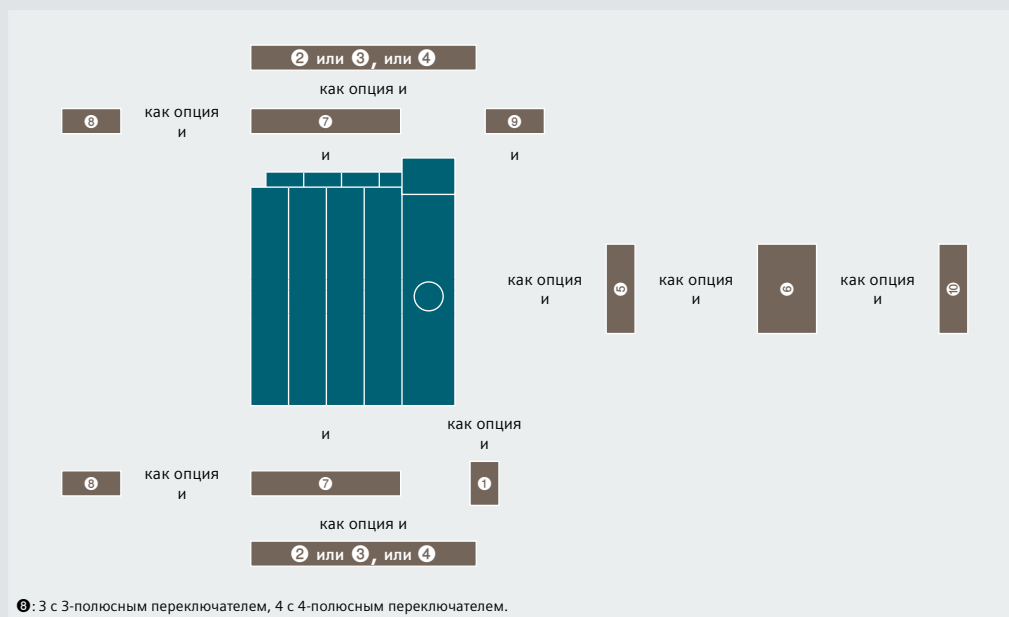 ❷ или ❸, или ❹
как опция и
❽
как опция
и
❼
❾
и
и
как опция
и
❺
как опция
и
❻
как опция
и
❿
и
как опция
и
❽
как опция
и
❼
❶
как опция и
❷ или ❸, или ❹
❽: 3 с 3-полюсным переключателем, 4 с 4-полюсным переключателем.